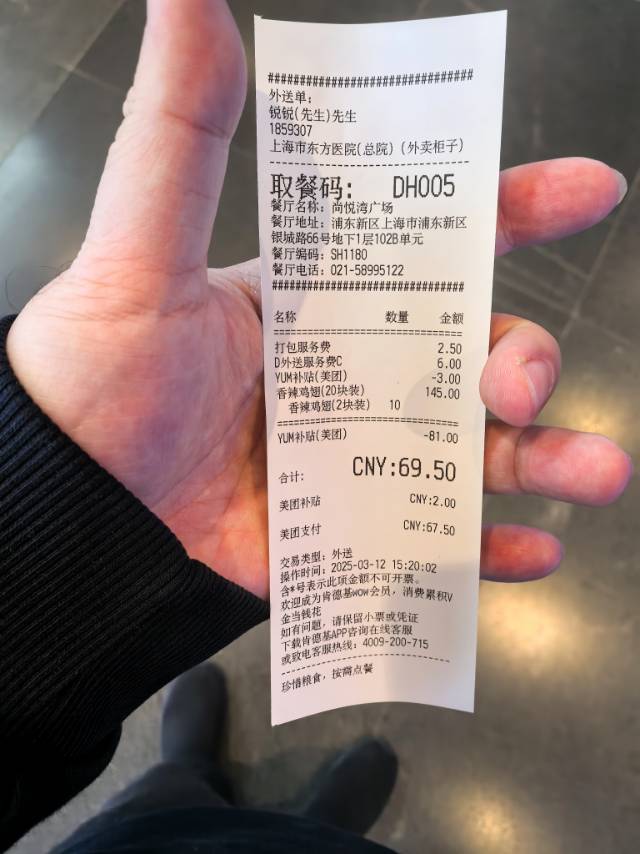 ################################
外送单:
锐锐(先生)先生
1859307
上海市东方医院(总院)(外卖柜子)
--------------------------------
取餐码: DH005
餐厅名称: 尚悦湾广场
餐厅地址: 浦东新区上海市浦东新区
银城路66号地下1层102B单元
餐厅编码: SH1180
餐厅电话: 021-58995122
################################
名称 数量 金额
================================
打包服务费 2.50
D外送服务费C 6.00
YUM补贴(美团) -3.00
香辣鸡翅(20块装) 145.00
香辣鸡翅(2块装) 10
================================
YUM补贴(美团) -81.00
合计: CNY:69.50
美团补贴 CNY:2.00
美团支付 CNY:67.50
交易类型: 外送
操作时间: 2025-03-12 15:20:02
含*号表示此项金额不可开票。
欢迎成为肯德基wow会员, 消费累积V
金当钱花
如有问题, 请保留小票或凭证
下载肯德基APP咨询在线客服
或致电客服热线: 4009-200-715
--------------------------------
珍惜粮食, 按需点餐